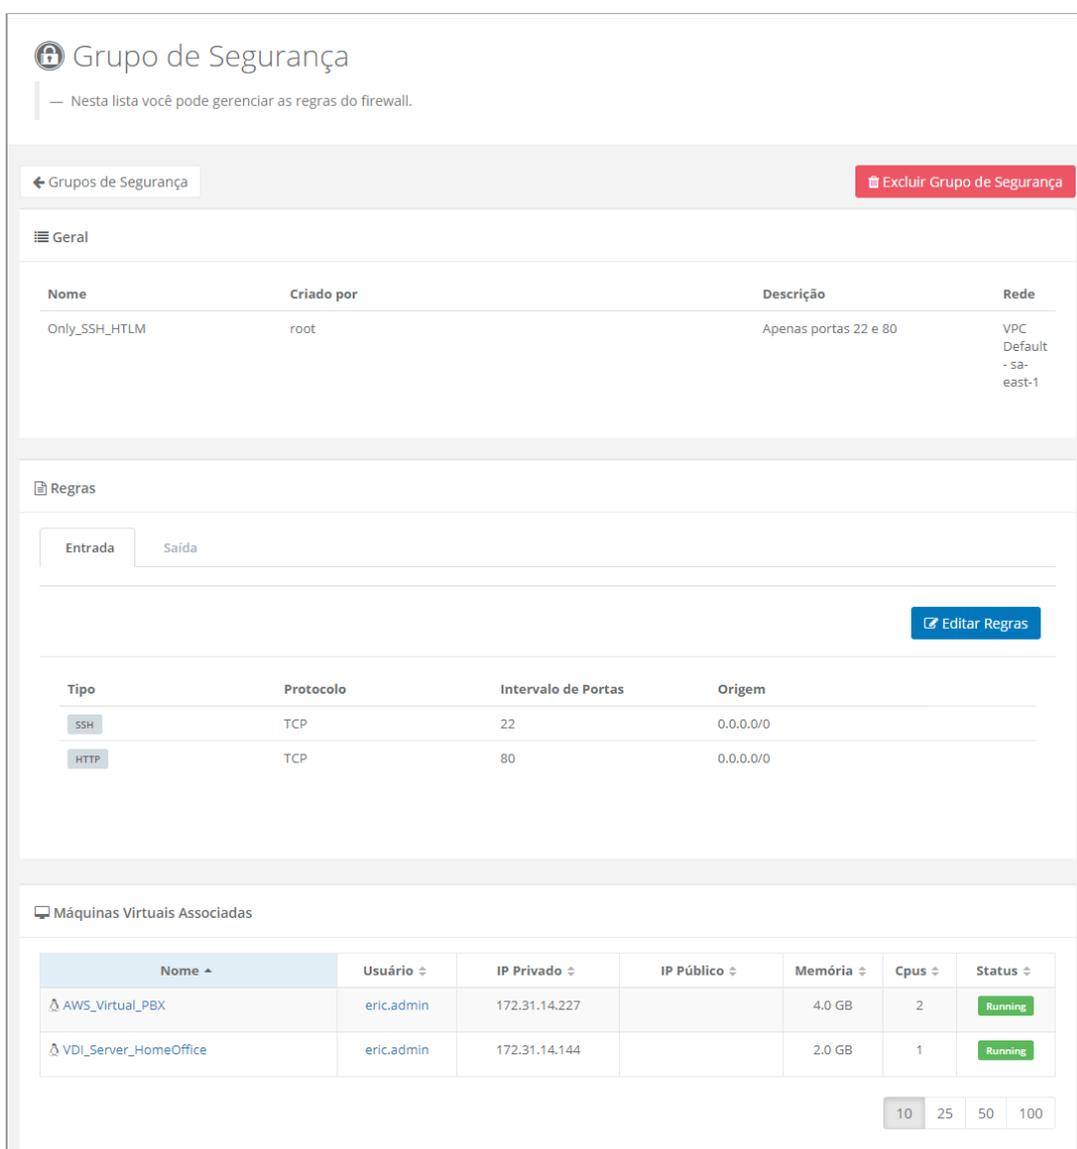 Grupo de Segurança
— Nesta lista você pode gerenciar as regras do firewall.
Grupos de Segurança
Excluir Grupo de Segurança
Geral
Nome Criado por Descrição Rede
Only_SSH_HTLM root Apenas portas 22 e 80 VPC
Default
- sa-
east-1
Regras
Entrada Saída
Editar Regras
Tipo Protocolo Intervalo de Portas Origem
SSH TCP 22 0.0.0.0/0
HTTP TCP 80 0.0.0.0/0
Máquinas Virtuais Associadas
Nome Usuário IP Privado IP Público Memória Cpus Status
AWS_Virtual_PBX eric.admin 172.31.14.227 4.0 GB 2 Running
VDI_Server_HomeOffice eric.admin 172.31.14.144 2.0 GB 1 Running
10 25 50 100